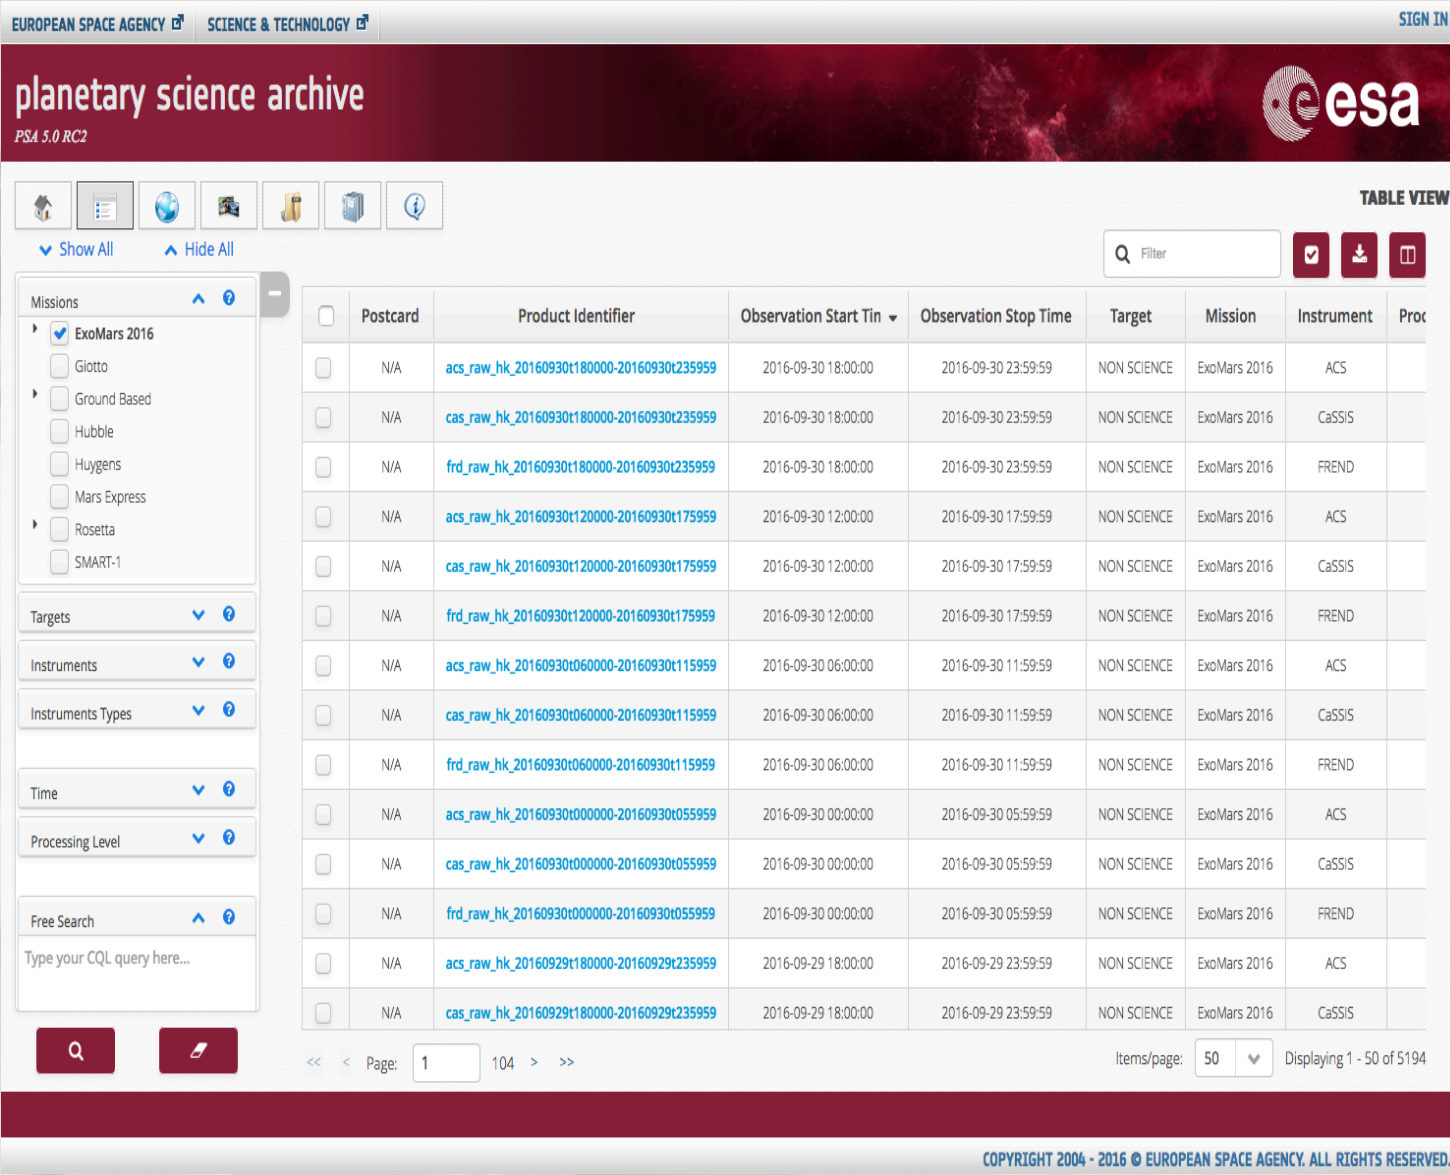 EUROPEAN SPACE AGENCY SCIENCE & TECHNOLOGY SIGN IN
planetary science archive
PSA 5.0 RC2
esa
TABLE VIEW
Show All Hide All
Filter
Missions
ExoMars 2016
Giotto
Ground Based
Hubble
Huygens
Mars Express
Rosetta
SMART-1
Targets
Instruments
Instruments Types
Time
Processing Level
Free Search
Type your CQL query here...
Postcard Product Identifier Observation Start Tin Observation Stop Time Target Mission Instrument Proc
N/A acs_raw_hk_20160930t180000-20160930t235959 2016-09-30 18:00:00 2016-09-30 23:59:59 NON SCIENCE ExoMars 2016 ACS
N/A cas_raw_hk_20160930t180000-20160930t235959 2016-09-30 18:00:00 2016-09-30 23:59:59 NON SCIENCE ExoMars 2016 CaSSIS
N/A frd_raw_hk_20160930t180000-20160930t235959 2016-09-30 18:00:00 2016-09-30 23:59:59 NON SCIENCE ExoMars 2016 FREND
N/A acs_raw_hk_20160930t120000-20160930t175959 2016-09-30 12:00:00 2016-09-30 17:59:59 NON SCIENCE ExoMars 2016 ACS
N/A cas_raw_hk_20160930t120000-20160930t175959 2016-09-30 12:00:00 2016-09-30 17:59:59 NON SCIENCE ExoMars 2016 CaSSIS
N/A frd_raw_hk_20160930t120000-20160930t175959 2016-09-30 12:00:00 2016-09-30 17:59:59 NON SCIENCE ExoMars 2016 FREND
N/A acs_raw_hk_20160930t060000-20160930t115959 2016-09-30 06:00:00 2016-09-30 11:59:59 NON SCIENCE ExoMars 2016 ACS
N/A cas_raw_hk_20160930t060000-20160930t115959 2016-09-30 06:00:00 2016-09-30 11:59:59 NON SCIENCE ExoMars 2016 CaSSIS
N/A frd_raw_hk_20160930t060000-20160930t115959 2016-09-30 06:00:00 2016-09-30 11:59:59 NON SCIENCE ExoMars 2016 FREND
N/A acs_raw_hk_20160930t000000-20160930t055959 2016-09-30 00:00:00 2016-09-30 05:59:59 NON SCIENCE ExoMars 2016 ACS
N/A cas_raw_hk_20160930t000000-20160930t055959 2016-09-30 00:00:00 2016-09-30 05:59:59 NON SCIENCE ExoMars 2016 CaSSIS
N/A frd_raw_hk_20160930t000000-20160930t055959 2016-09-30 00:00:00 2016-09-30 05:59:59 NON SCIENCE ExoMars 2016 FREND
N/A acs_raw_hk_20160929t180000-20160929t235959 2016-09-29 18:00:00 2016-09-29 23:59:59 NON SCIENCE ExoMars 2016 ACS
N/A cas_raw_hk_20160929t180000-20160929t235959 2016-09-29 18:00:00 2016-09-29 23:59:59 NON SCIENCE ExoMars 2016 CaSSIS
<< < Page: 1 104 > >> Items/page: 50 Displaying 1 - 50 of 5194
COPYRIGHT 2004 - 2016 © EUROPEAN SPACE AGENCY. ALL RIGHTS RESERVED.